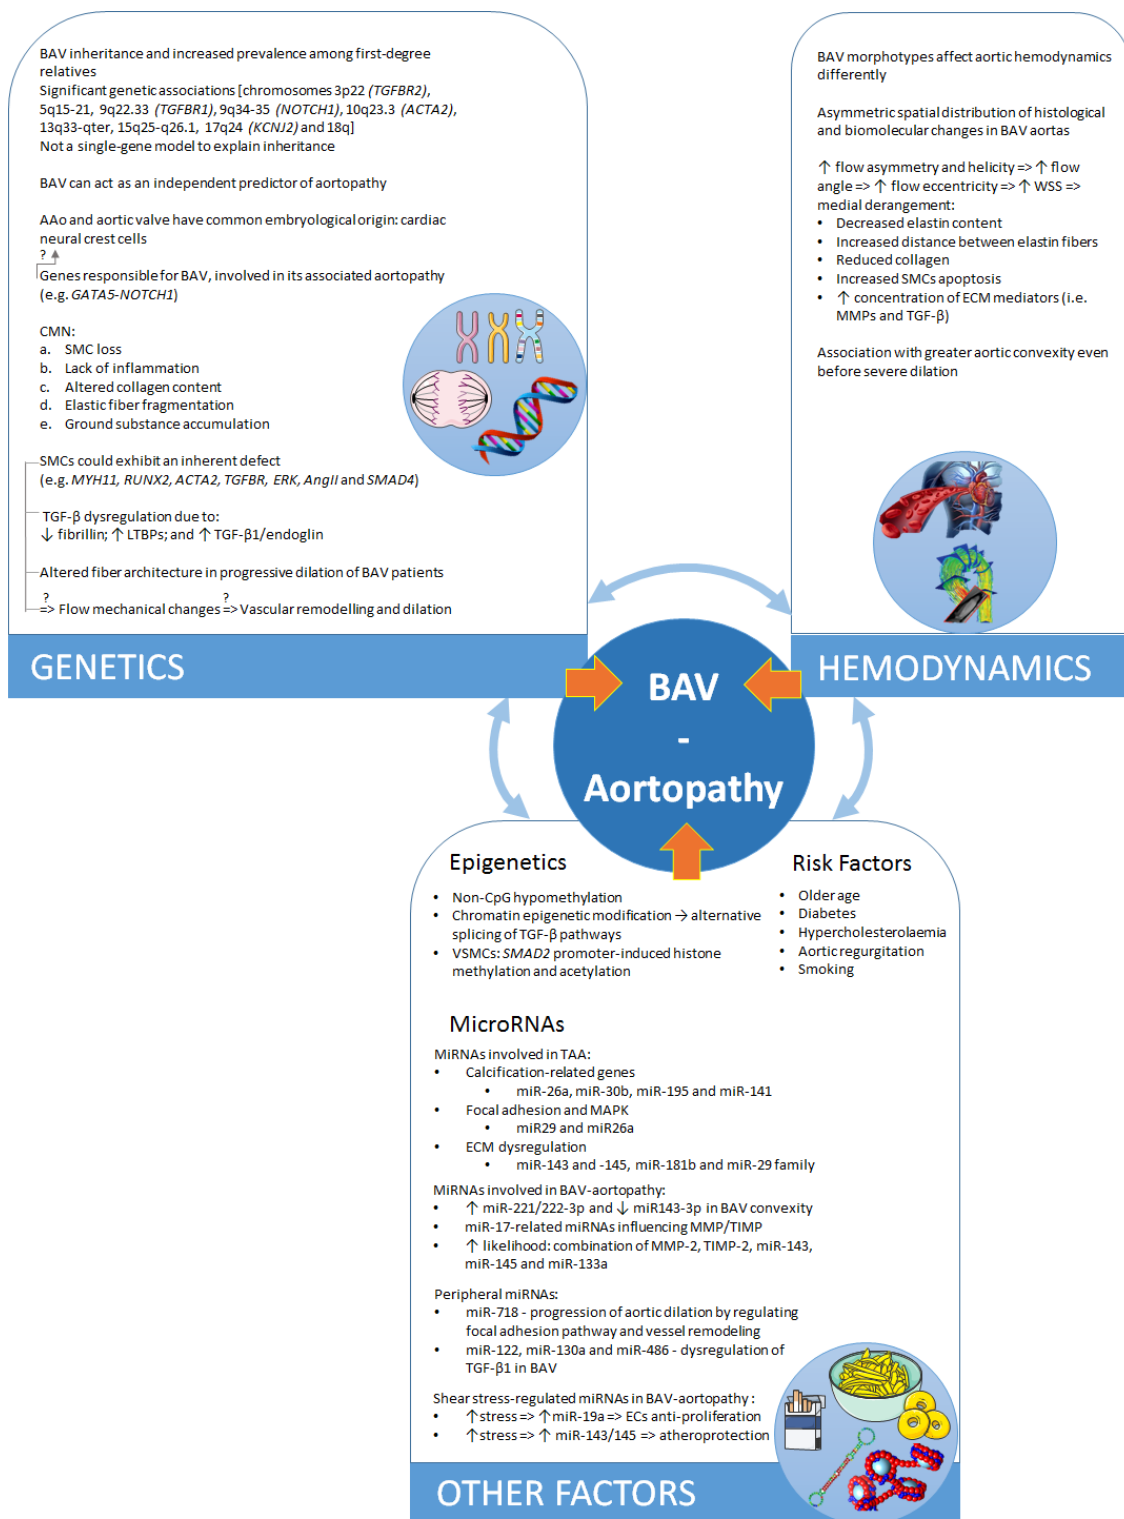 BAV inheritance and increased prevalence among first-degree
relatives
Significant genetic associations [chromosomes 3p22 (TGFBR2),
5q15-21, 9q22.33 (TGFBR1), 9q34-35 (NOTCH1), 10q23.3 (ACTA2),
13q33-qter, 15q25-q26.1, 17q24 (KCNJ2) and 18q]
Not a single-gene model to explain inheritance
BAV can act as an independent predictor of aortopathy
AAo and aortic valve have common embryological origin: cardiac
neural crest cells
?
Genes responsible for BAV, involved in its associated aortopathy
(e.g. GATA5-NOTCH1)
CMN:
a. SMC loss
b. Lack of inflammation
c. Altered collagen content
d. Elastic fiber fragmentation
e. Ground substance accumulation
SMCs could exhibit an inherent defect
(e.g. MYH11, RUNX2, ACTA2, TGFBR, ERK, AngII and SMAD4)
TGF-β dysregulation due to:
↓ fibrillin; ↑ LTBPs; and ↑ TGF-β1/endoglin
Altered fiber architecture in progressive dilation of BAV patients
? ?
=> Flow mechanical changes => Vascular remodelling and dilation
GENETICS
BAV morphotypes affect aortic hemodynamics
differently
Asymmetric spatial distribution of histological
and biomolecular changes in BAV aortas
↑ flow asymmetry and helicity => ↑ flow
angle => ↑ flow eccentricity => ↑ WSS =>
medial derangement:
• Decreased elastin content
• Increased distance between elastin fibers
• Reduced collagen
• Increased SMCs apoptosis
• ↑ concentration of ECM mediators (i.e.
MMPs and TGF-β)
Association with greater aortic convexity even
before severe dilation
HEMODYNAMICS
BAV
-
Aortopathy
Epigenetics
• Non-CpG hypomethylation
• Chromatin epigenetic modification → alternative
splicing of TGF-β pathways
• VSMCs: SMAD2 promoter-induced histone
methylation and acetylation
Risk Factors
• Older age
• Diabetes
• Hypercholesterolaemia
• Aortic regurgitation
• Smoking
MicroRNAs
MiRNAs involved in TAA:
• Calcification-related genes
• miR-26a, miR-30b, miR-195 and miR-141
• Focal adhesion and MAPK
• miR29 and miR26a
• ECM dysregulation
• miR-143 and -145, miR-181b and miR-29 family
MiRNAs involved in BAV-aortopathy:
• ↑ miR-221/222-3p and ↓ miR143-3p in BAV convexity
• miR-17-related miRNAs influencing MMP/TIMP
• ↑ likelihood: combination of MMP-2, TIMP-2, miR-143,
miR-145 and miR-133a
Peripheral miRNAs:
• miR-718 - progression of aortic dilation by regulating
focal adhesion pathway and vessel remodeling
• miR-122, miR-130a and miR-486 - dysregulation of
TGF-β1 in BAV
Shear stress-regulated miRNAs in BAV-aortopathy :
• ↑stress => ↑ miR-19a => ECs anti-proliferation
• ↑stress => ↑ miR-143/145 => atheroprotection
OTHER FACTORS